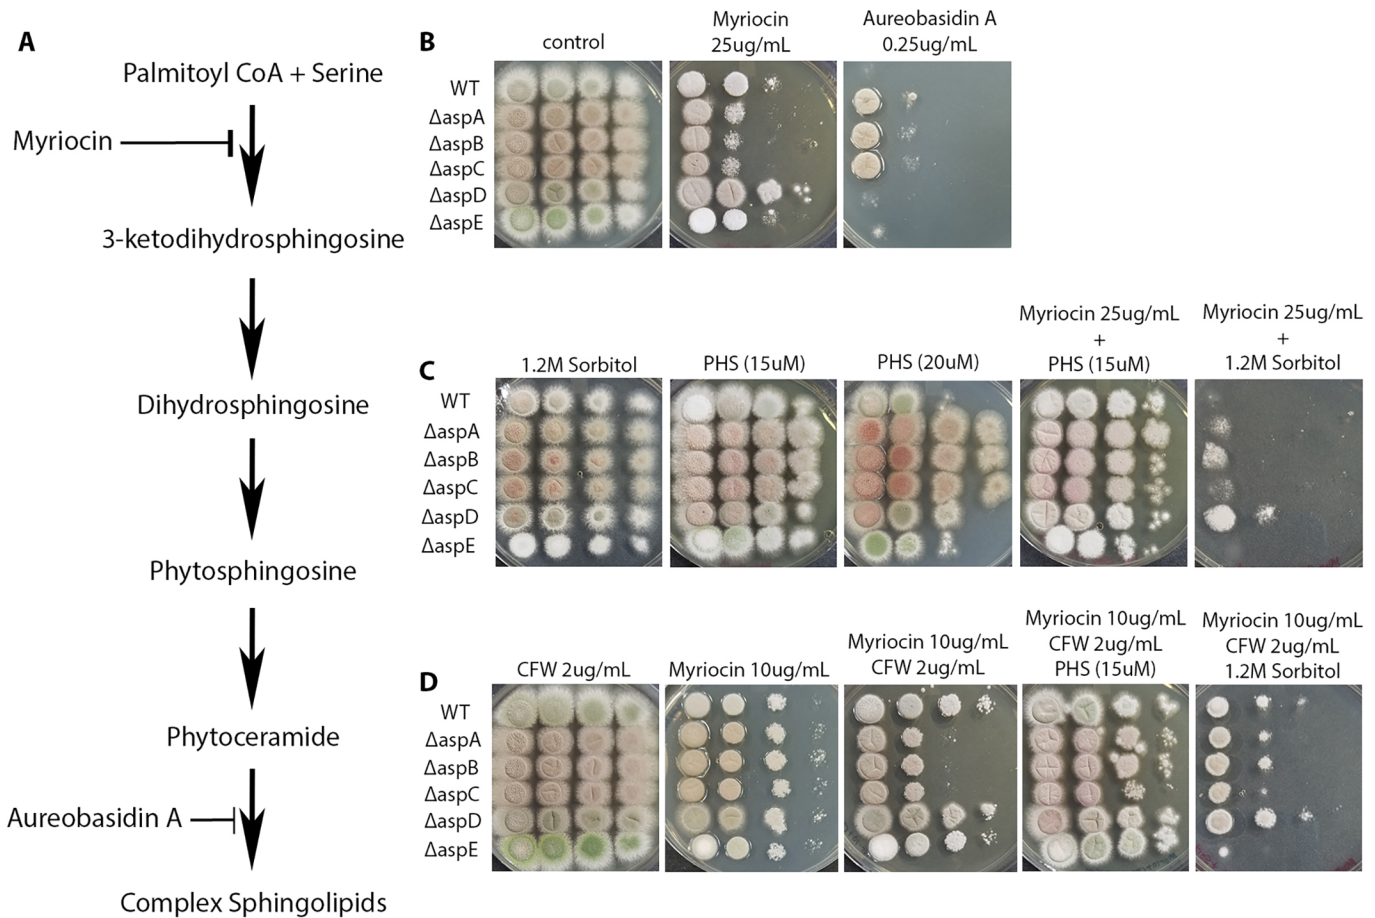 A
Palmitoyl CoA + Serine
Myriocin
3-ketodihydrosphingosine
Dihydrosphingosine
Phytosphingosine
Phytoceramide
Aureobasidin A
Complex Sphingolipids
B
control
Myriocin
25ug/mL
Aureobasidin A
0.25ug/mL
WT
ΔaspA
ΔaspB
ΔaspC
ΔaspD
ΔaspE
C
1.2M Sorbitol
PHS (15uM)
PHS (20uM)
Myriocin 25ug/mL
+
PHS (15uM)
Myriocin 25ug/mL
+
1.2M Sorbitol
WT
ΔaspA
ΔaspB
ΔaspC
ΔaspD
ΔaspE
D
CFW 2ug/mL
Myriocin 10ug/mL
Myriocin 10ug/mL
CFW 2ug/mL
Myriocin 10ug/mL
CFW 2ug/mL
PHS (15uM)
Myriocin 10ug/mL
CFW 2ug/mL
1.2M Sorbitol
WT
ΔaspA
ΔaspB
ΔaspC
ΔaspD
ΔaspE